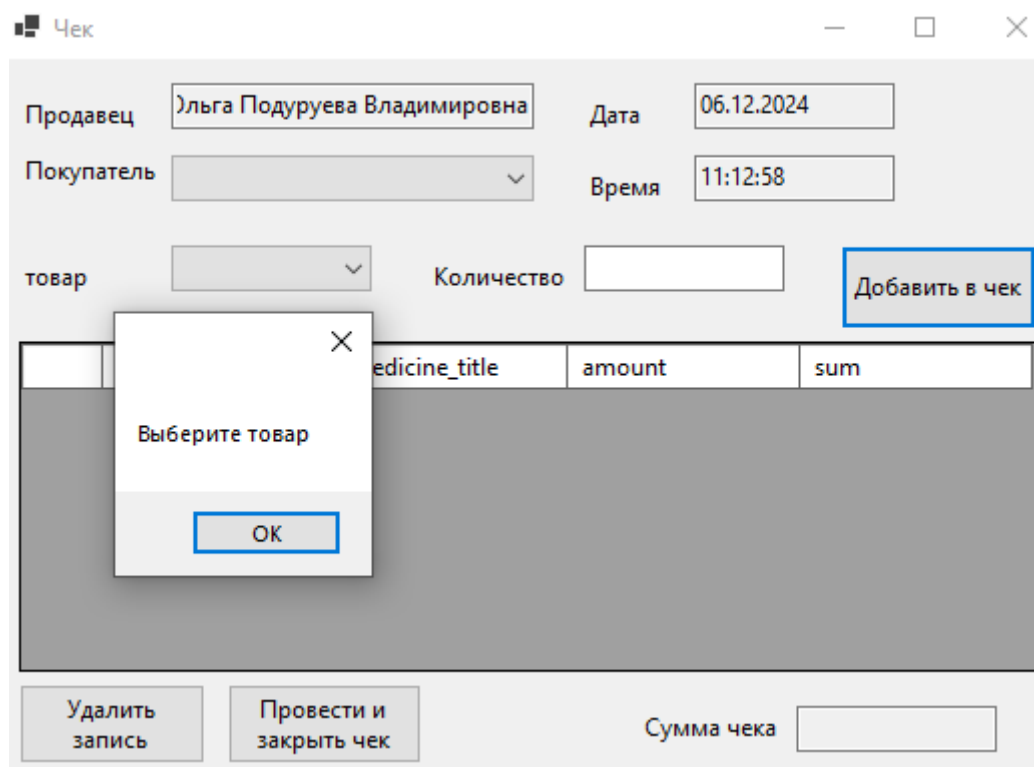 Чек
Продавец
Ольга Подуруева Владимировна
Дата
06.12.2024
Покупатель
Время
11:12:58
товар
Количество
Добавить в чек
edicine_title
amount
sum
Выберите товар
OK
Удалить
запись
Провести и
закрыть чек
Сумма чека